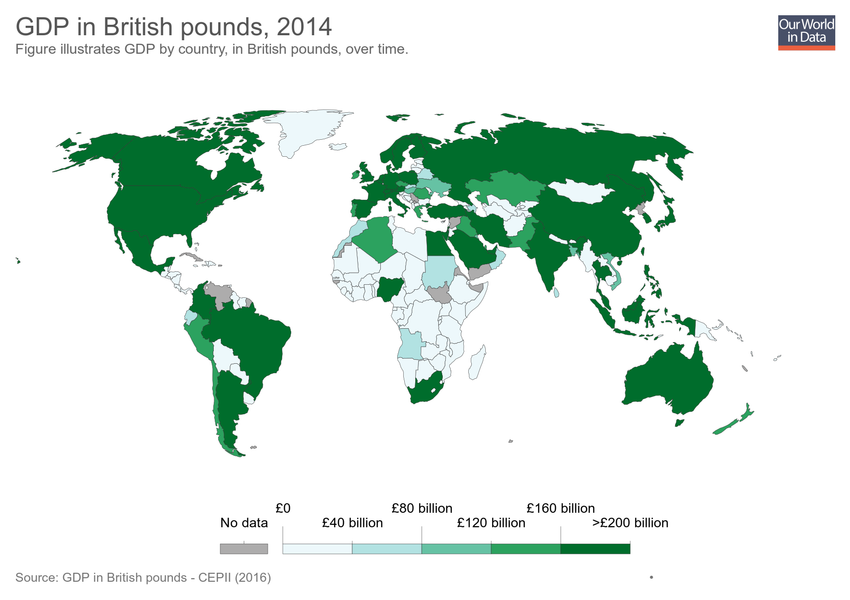 GDP in British pounds, 2014
Figure illustrates GDP by country, in British pounds, over time.
Our World
in Data
£0 £80 billion £160 billion
No data £40 billion £120 billion >£200 billion
Source: GDP in British pounds - CEPII (2016)